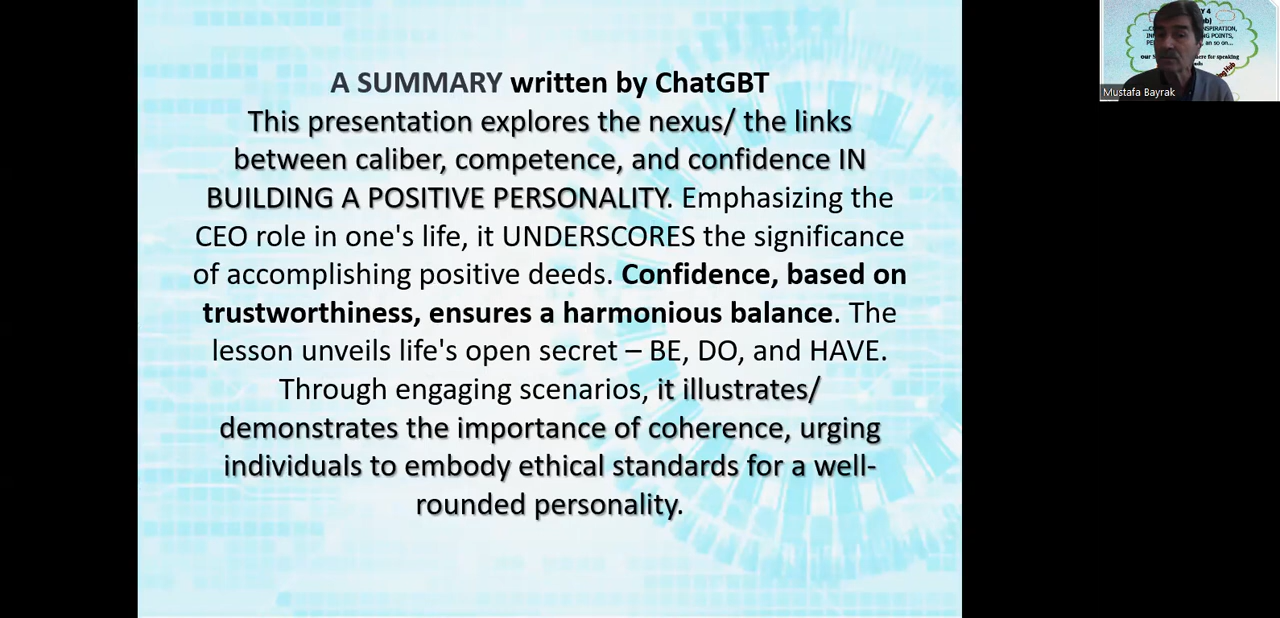 A SUMMARY written by ChatGBT
This presentation explores the nexus/ the links
between caliber, competence, and confidence IN
BUILDING A POSITIVE PERSONALITY. Emphasizing the
CEO role in one's life, it UNDERSCORES the significance
of accomplishing positive deeds. Confidence, based on
trustworthiness, ensures a harmonious balance. The
lesson unveils life's open secret – BE, DO, and HAVE.
Through engaging scenarios, it illustrates/
demonstrates the importance of coherence, urging
individuals to embody ethical standards for a well-
rounded personality.
Mustafa Bayrak